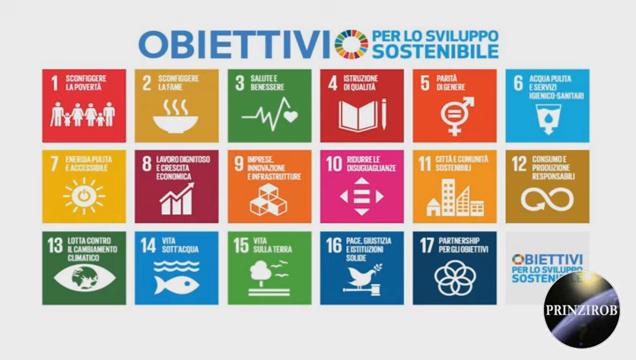 OBIETTIVI PER LO SVILUPPO
SOSTENIBILE
1 SCONFIGGERE
LA POVERTÀ
2 SCONFIGGERE
LA FAME
3 SALUTE E
BENESSERE
4 ISTRUZIONE
DI QUALITÀ
5 PARITÀ
DI GENERE
6 ACQUA PULITA
E SERVIZI
IGIENICO-SANITARI
7 ENERGIA PULITA
E ACCESSIBILE
8 LAVORO DIGNITOSO
E CRESCITA
ECONOMICA
9 IMPRESE,
INNOVAZIONE
E INFRASTRUTTURE
10 RIDURRE LE
DISUGUAGLIANZE
11 CITTÀ E COMUNITÀ
SOSTENIBILI
12 CONSUMO E
PRODUZIONE
RESPONSABILI
13 LOTTA CONTRO
IL CAMBIAMENTO
CLIMATICO
14 VITA
SOTT'ACQUA
15 VITA
SULLA TERRA
16 PACE, GIUSTIZIA
E ISTITUZIONI
SOLIDE
17 PARTNERSHIP
PER GLI OBIETTIVI
OBIETTIVI
PER LO SVILUPPO
SOSTENIBILE
PRINZIROB